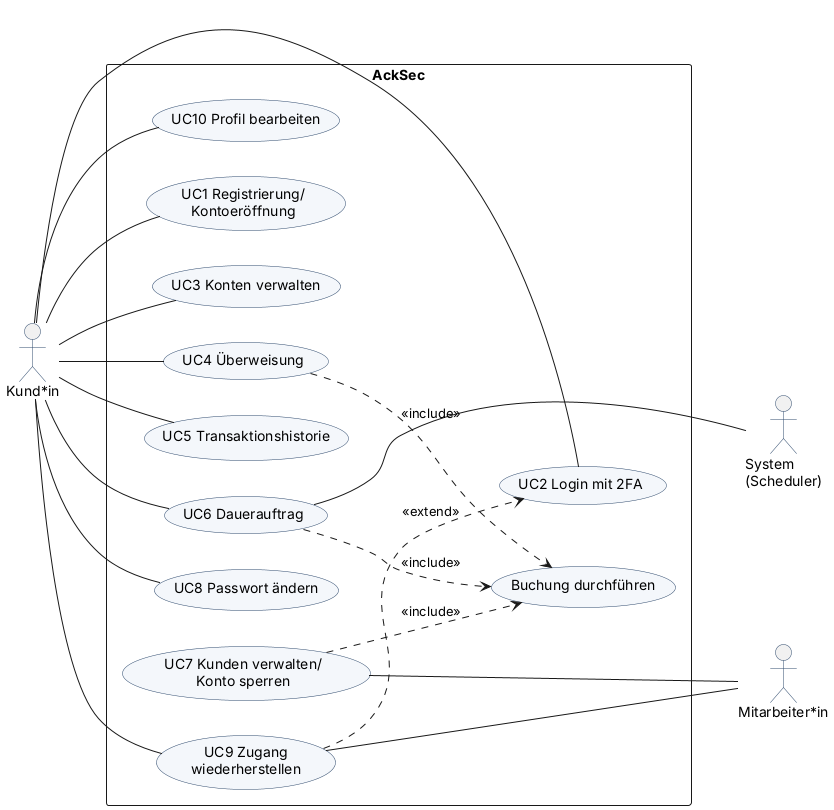 AckSec
UC10 Profil bearbeiten
UC1 Registrierung/
Kontoeröffnung
UC3 Konten verwalten
UC4 Überweisung
Kund*in
«include»
UC5 Transaktionshistorie
System
(Scheduler)
UC2 Login mit 2FA
UC6 Dauerauftrag
«extend»
«include»
UC8 Passwort ändern
Buchung durchführen
«include»
UC7 Kunden verwalten/
Konto sperren
Mitarbeiter*in
UC9 Zugang
wiederherstellen